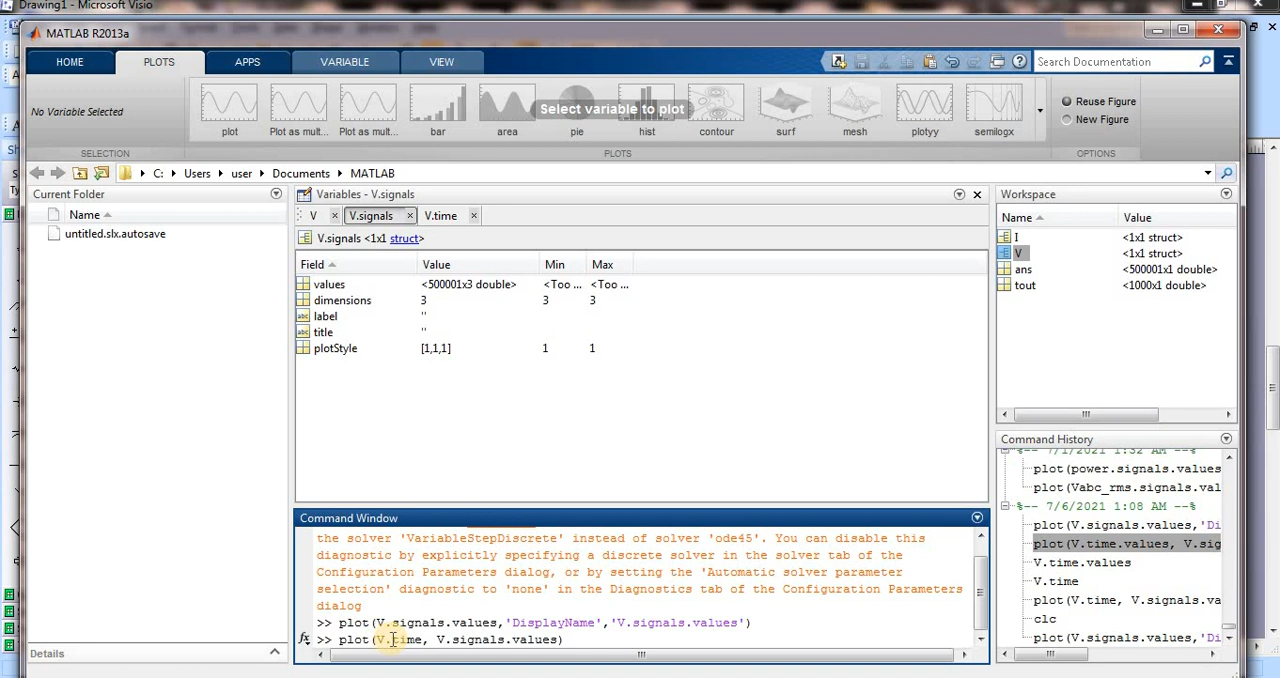 Drawing1 - Microsoft Visio
MATLAB R2013a
HOME PLOTS APPS VARIABLE VIEW Search Documentation
No Variable Selected
Select variable to plot
plot Plot as mult... Plot as mult... bar area pie hist contour surf mesh plotyy semilogx
Reuse Figure
New Figure
SELECTION PLOTS OPTIONS
C: Users user Documents MATLAB
Current Folder
Name
untitled.slx.autosave
Details
Variables - V.signals
V V.signals V.time
V.signals <1x1 struct>
Field Value Min Max
values <500001x3 double> <Too ... <Too ...
dimensions 3 3 3
label ''
title ''
plotStyle [1,1,1] 1 1
Command Window
the solver 'VariableStepDiscrete' instead of solver 'ode45'. You can disable this
diagnostic by explicitly specifying a discrete solver in the solver tab of the
Configuration Parameters dialog, or by setting the 'Automatic solver parameter
selection' diagnostic to 'none' in the Diagnostics tab of the Configuration Parameters
dialog
>> plot(V.signals.values,'DisplayName','V.signals.values')
fx >> plot(V.time, V.signals.values)
Workspace
Name Value
I <1x1 struct>
V <1x1 struct>
ans <500001x1 double>
tout <1000x1 double>
Command History
%-- 7/1/2021 1:32 AM --%
plot(power.signals.values
plot(Vabc_rms.signals.val
%-- 7/6/2021 1:08 AM --%
plot(V.signals.values,'Di
plot(V.time.values, V.sig
V.time.values
V.time
plot(V.time, V.signals.va
clc
plot(V.signals.values,'Di